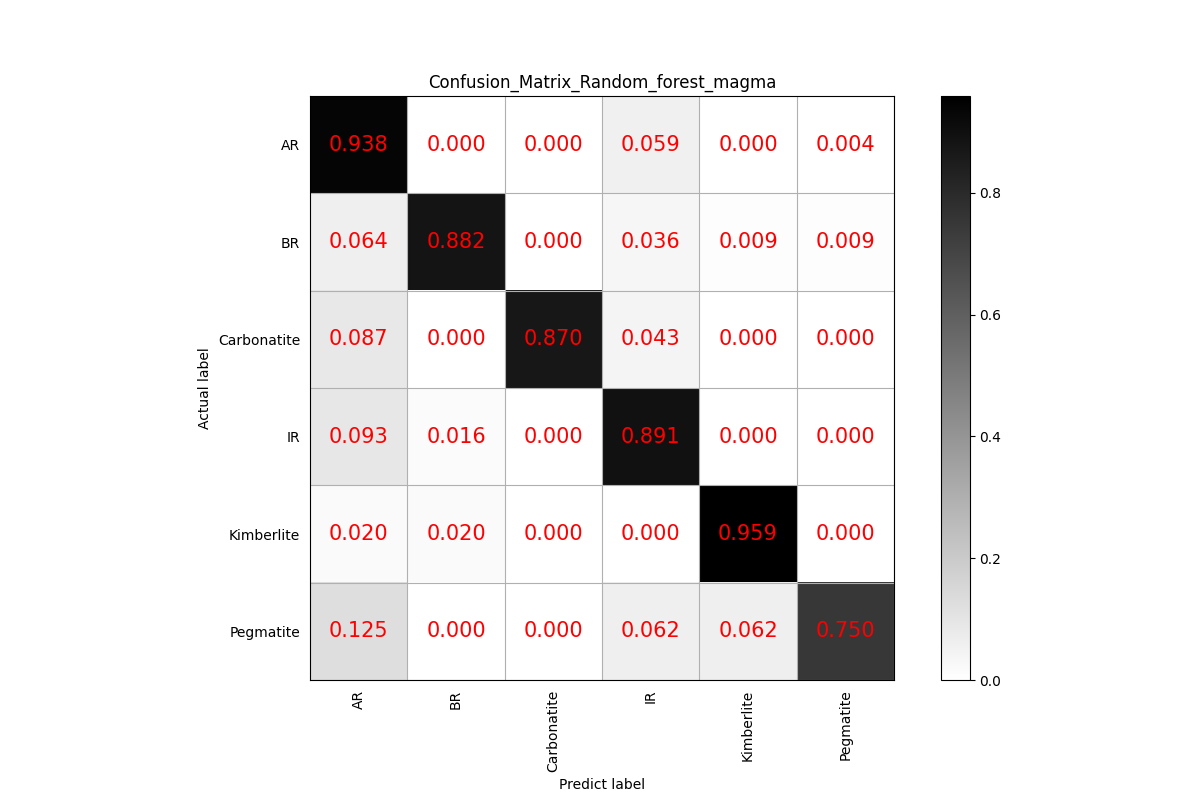 Confusion_Matrix_Random_forest_magma
AR 0.938 0.000 0.000 0.059 0.000 0.004
BR 0.064 0.882 0.000 0.036 0.009 0.009
Carbonatite 0.087 0.000 0.870 0.043 0.000 0.000
IR 0.093 0.016 0.000 0.891 0.000 0.000
Kimberlite 0.020 0.020 0.000 0.000 0.959 0.000
Pegmatite 0.125 0.000 0.000 0.062 0.062 0.750
Actual label
AR BR Carbonatite IR Kimberlite Pegmatite
Predict label
0.8
0.6
0.4
0.2
0.0